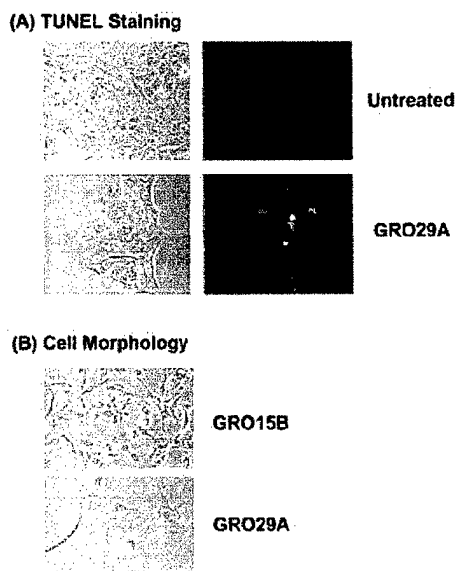 (A) TUNEL Staining
Untreated
GRO29A
(B) Cell Morphology
GRO15B
GRO29A